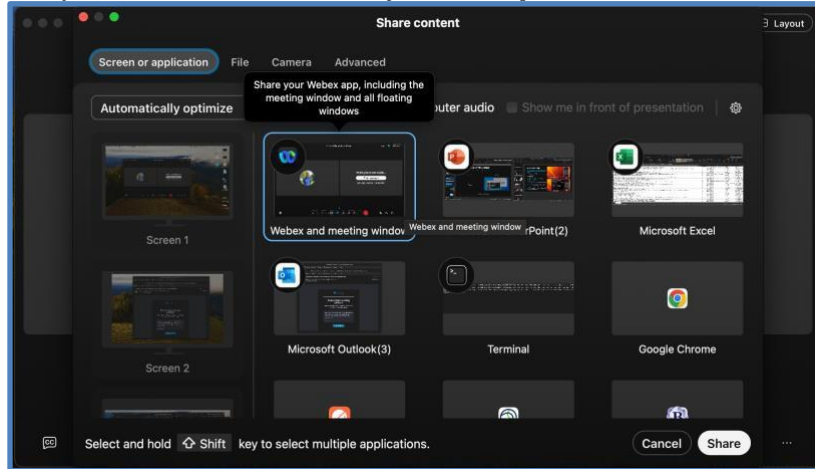 Share content
Layout
Screen or application File Camera Advanced
Share your Webex app, including the
meeting window and all floating
windows
Automatically optimize
outer audio Show me in front of presentation
Screen 1
Webex and meeting window
Webex and meeting window
rPoint(2)
Microsoft Excel
Microsoft Outlook(3)
Terminal
Google Chrome
Screen 2
Select and hold ⇧ Shift key to select multiple applications.
Cancel
Share